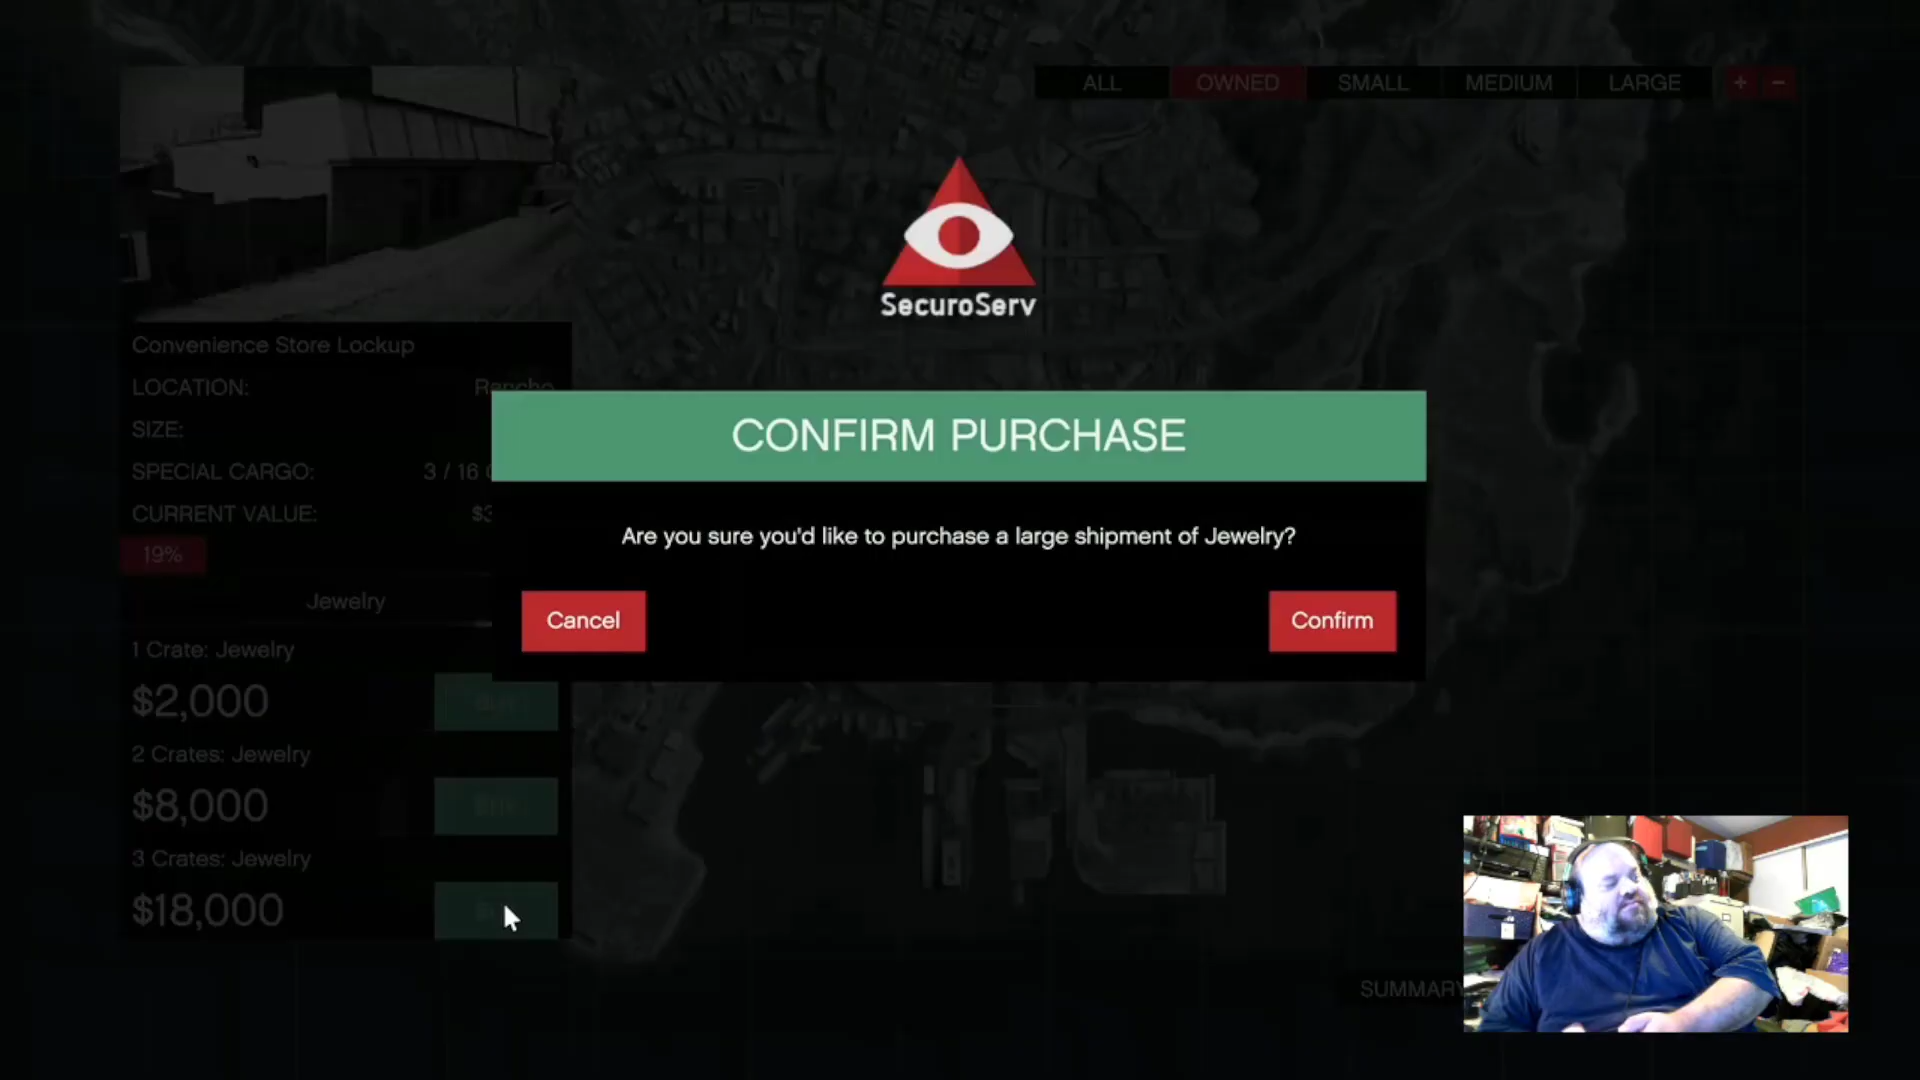 ALL OWNED SMALL MEDIUM LARGE + -
SecuroServ
Convenience Store Lockup
LOCATION: Rancho
SIZE:
SPECIAL CARGO: 3 / 16
CURRENT VALUE:
19%
Jewelry
CONFIRM PURCHASE
Are you sure you'd like to purchase a large shipment of Jewelry?
Cancel Confirm
1 Crate: Jewelry
$2,000
2 Crates: Jewelry
$8,000
3 Crates: Jewelry
$18,000
SUMMARY